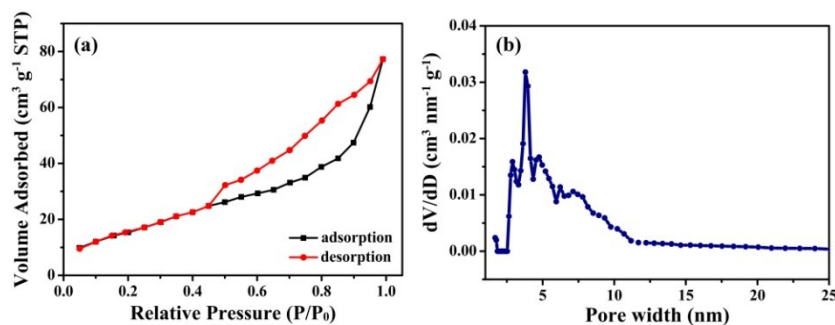 (a)
Volume Adsorbed (cm³ g⁻¹ STP)
80
60
40
20
0
0.0 0.2 0.4 0.6 0.8 1.0
Relative Pressure (P/P₀)
adsorption
desorption
(b)
dV/dD (cm³ nm⁻¹ g⁻¹)
0.04
0.03
0.02
0.01
0.00
5 10 15 20 25
Pore width (nm)